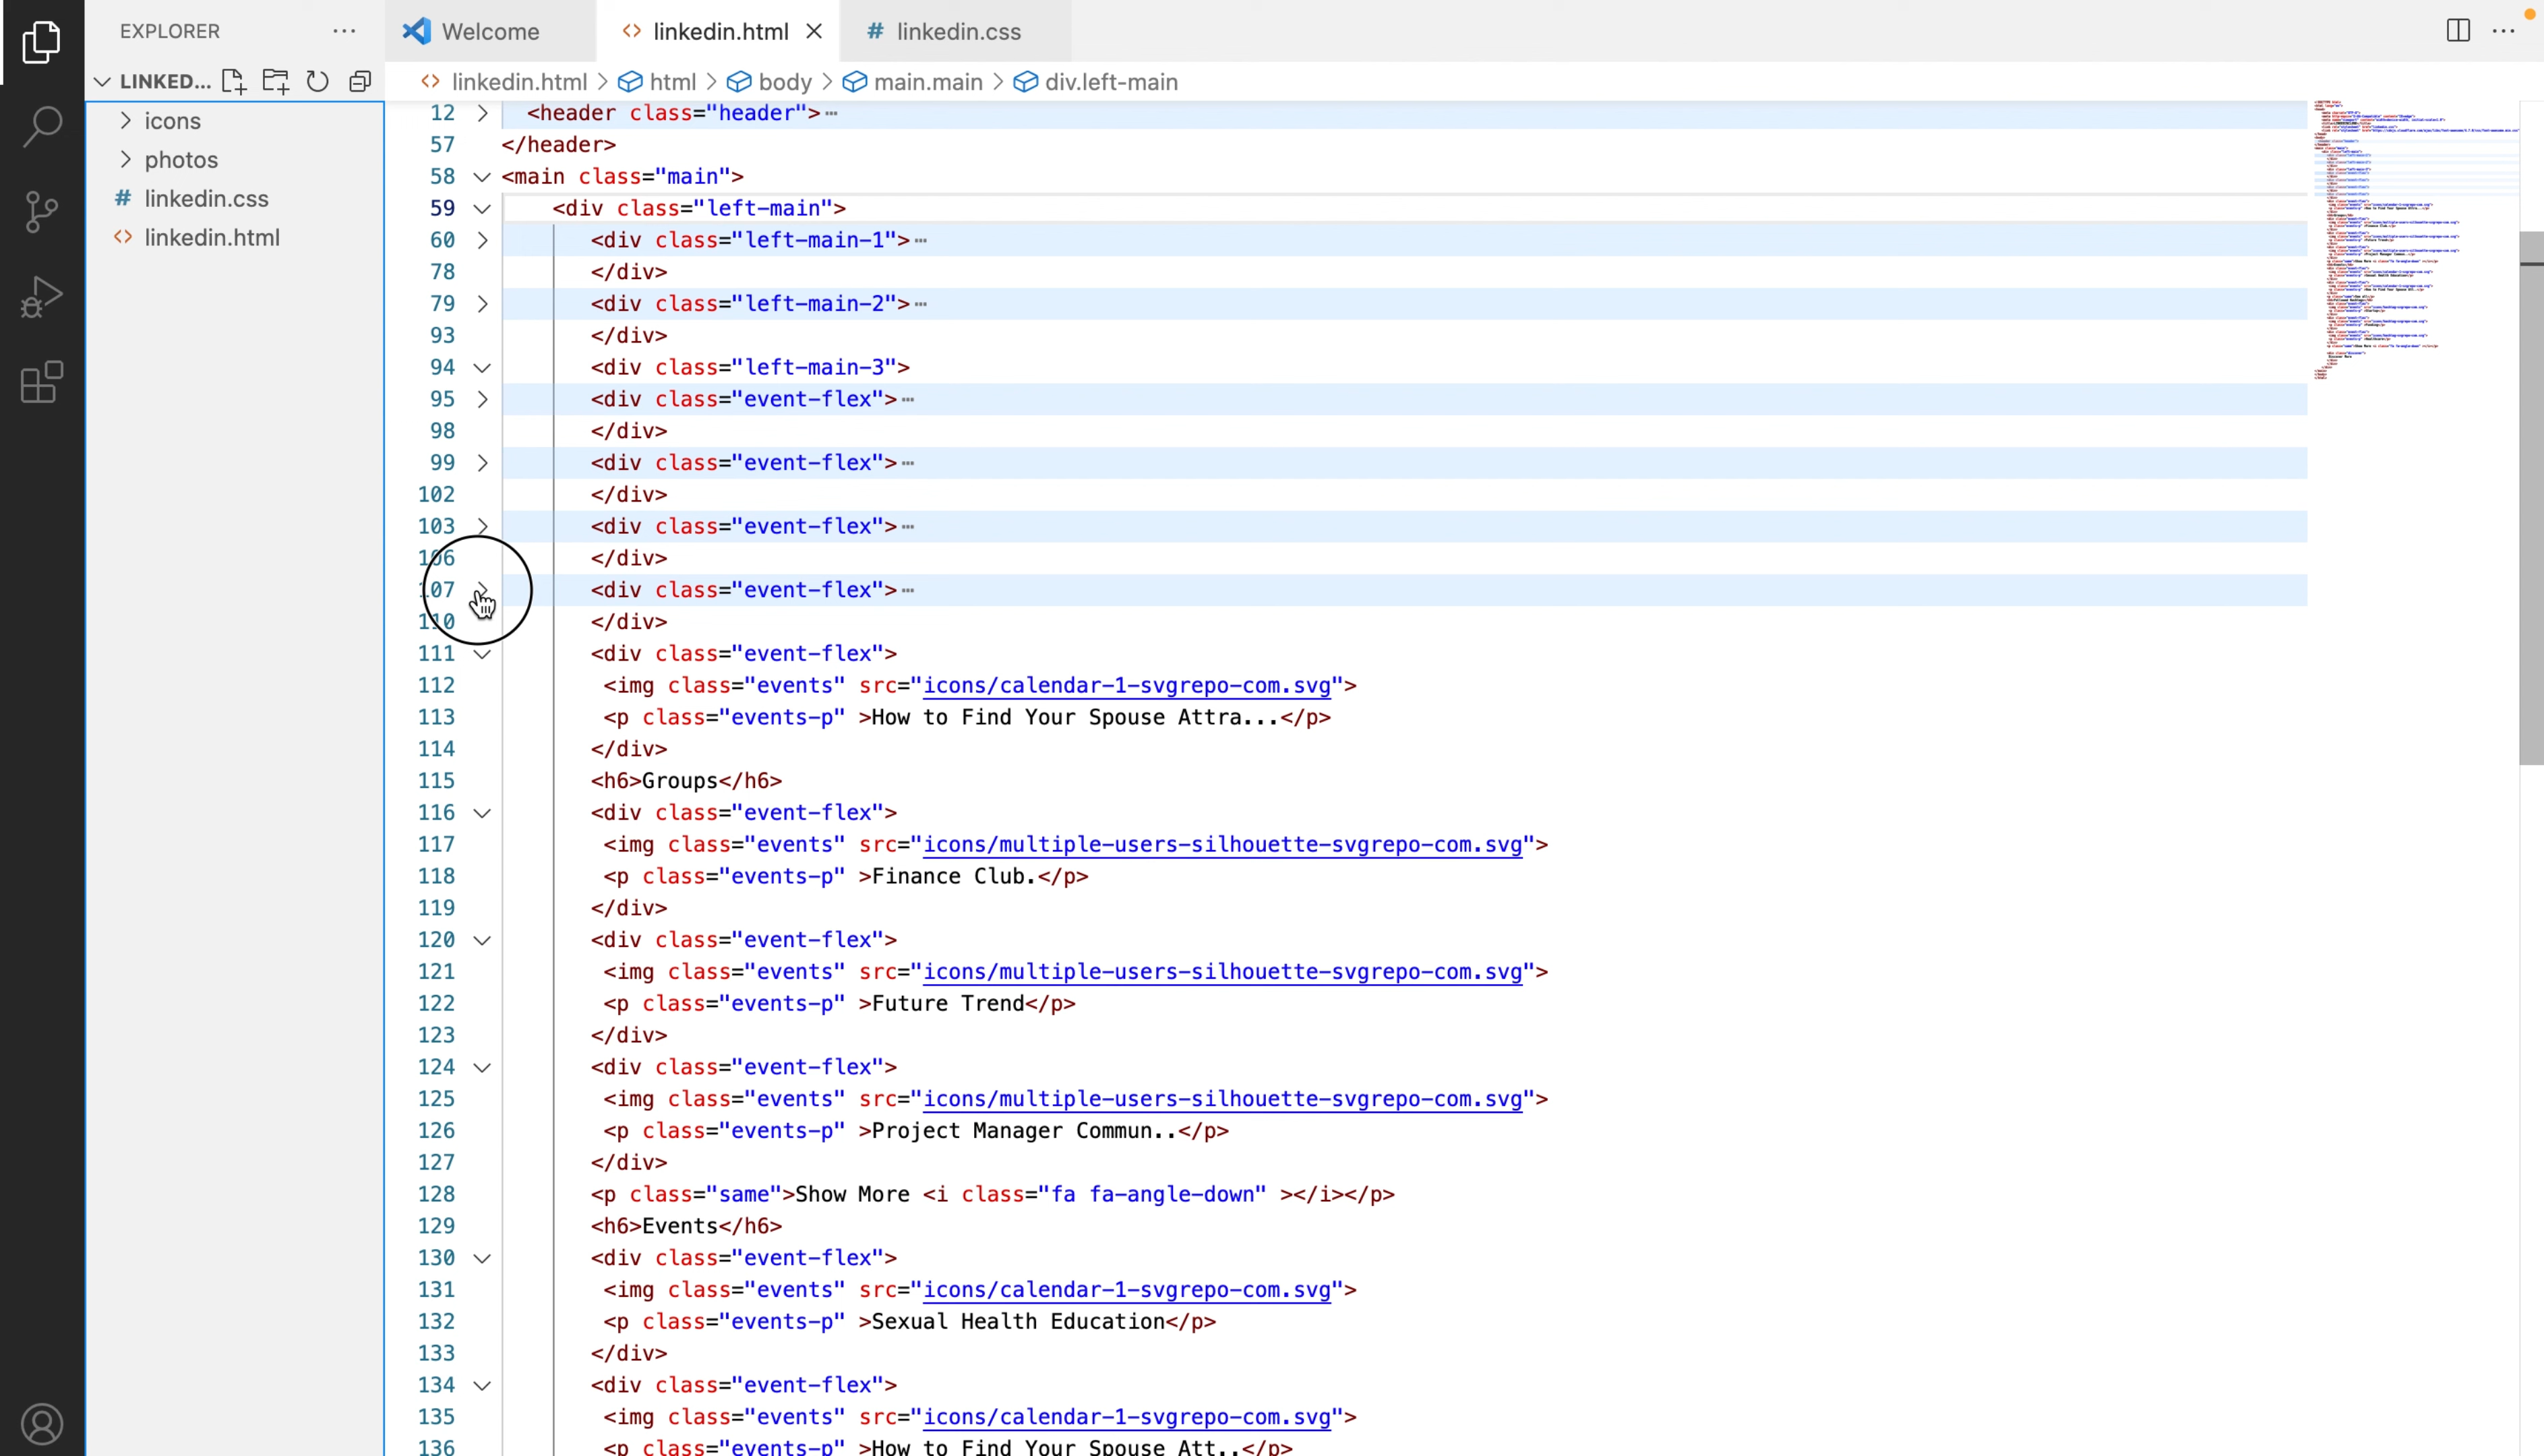 EXPLORER
LINKED...
icons
photos
# linkedin.css
<> linkedin.html
Welcome
<> linkedin.html
# linkedin.css
<> linkedin.html > html > body > main.main > div.left-main
12 <header class="header">⋯
57 </header>
58 <main class="main">
59 <div class="left-main">
60 <div class="left-main-1">⋯
78 </div>
79 <div class="left-main-2">⋯
93 </div>
94 <div class="left-main-3">
95 <div class="event-flex">⋯
98 </div>
99 <div class="event-flex">⋯
102 </div>
103 <div class="event-flex">⋯
106 </div>
107 <div class="event-flex">⋯
110 </div>
111 <div class="event-flex">
112 <img class="events" src="icons/calendar-1-svgrepo-com.svg">
113 <p class="events-p" >How to Find Your Spouse Attra...</p>
114 </div>
115 <h6>Groups</h6>
116 <div class="event-flex">
117 <img class="events" src="icons/multiple-users-silhouette-svgrepo-com.svg">
118 <p class="events-p" >Finance Club.</p>
119 </div>
120 <div class="event-flex">
121 <img class="events" src="icons/multiple-users-silhouette-svgrepo-com.svg">
122 <p class="events-p" >Future Trend</p>
123 </div>
124 <div class="event-flex">
125 <img class="events" src="icons/multiple-users-silhouette-svgrepo-com.svg">
126 <p class="events-p" >Project Manager Commun..</p>
127 </div>
128 <p class="same">Show More <i class="fa fa-angle-down" ></i></p>
129 <h6>Events</h6>
130 <div class="event-flex">
131 <img class="events" src="icons/calendar-1-svgrepo-com.svg">
132 <p class="events-p" >Sexual Health Education</p>
133 </div>
134 <div class="event-flex">
135 <img class="events" src="icons/calendar-1-svgrepo-com.svg">
136 <p class="events-p" >How to Find Your Spouse Att..</p>